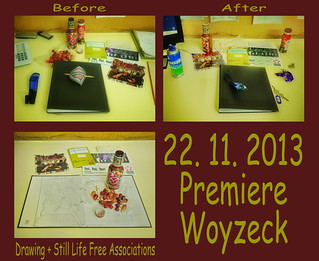 Before
After
22. 11. 2013
Premiere
Woyzeck
Drawing + Still Life Free Associations